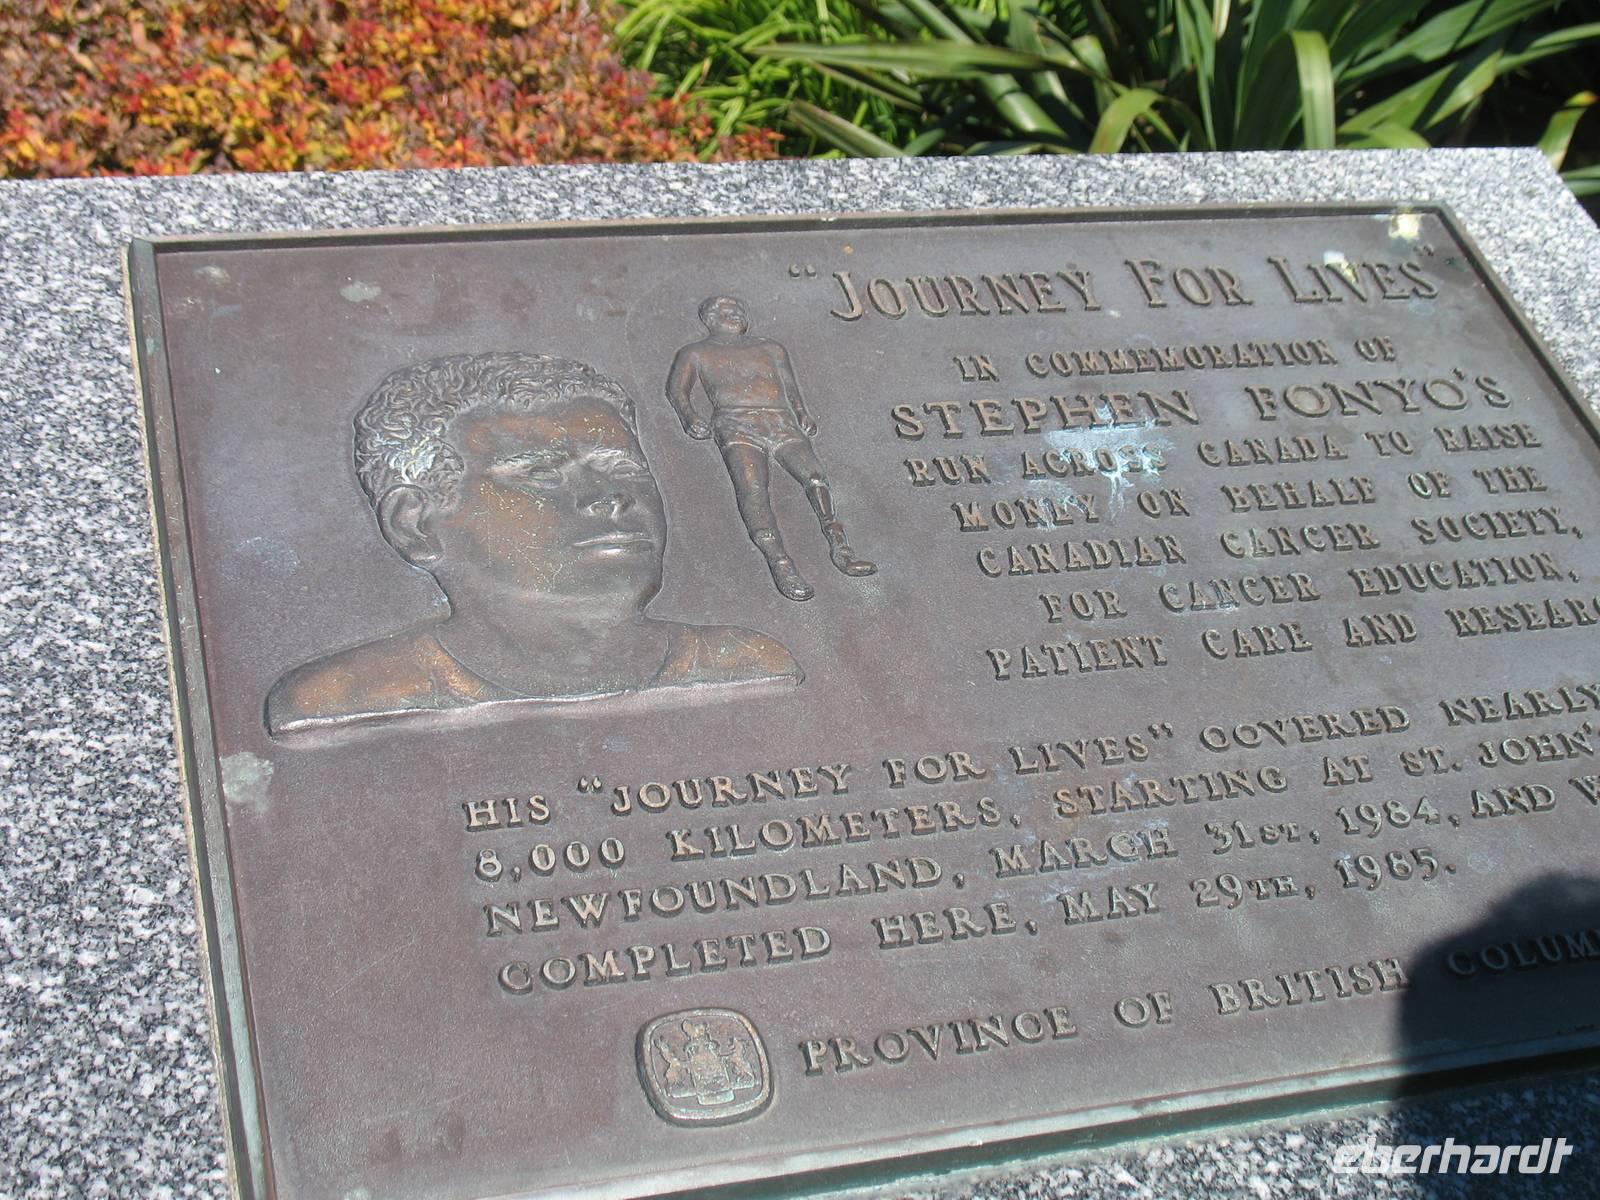 "JOURNEY FOR LIVES"
IN COMMEMORATION OF
STEPHEN FONYO'S
RUN ACROSS CANADA TO RAISE
MONEY ON BEHALF OF THE
CANADIAN CANCER SOCIETY,
FOR CANCER EDUCATION,
PATIENT CARE AND
HIS "JOURNEY FOR LIVES" COVERED NEARLY
8,000 KILOMETERS, STARTING AT ST. JOHN'S
NEWFOUNDLAND, MARCH 31ST, 1984, AND
COMPLETED HERE, MAY 29TH, 1985.
PROVINCE OF BRITISH
eberhardt